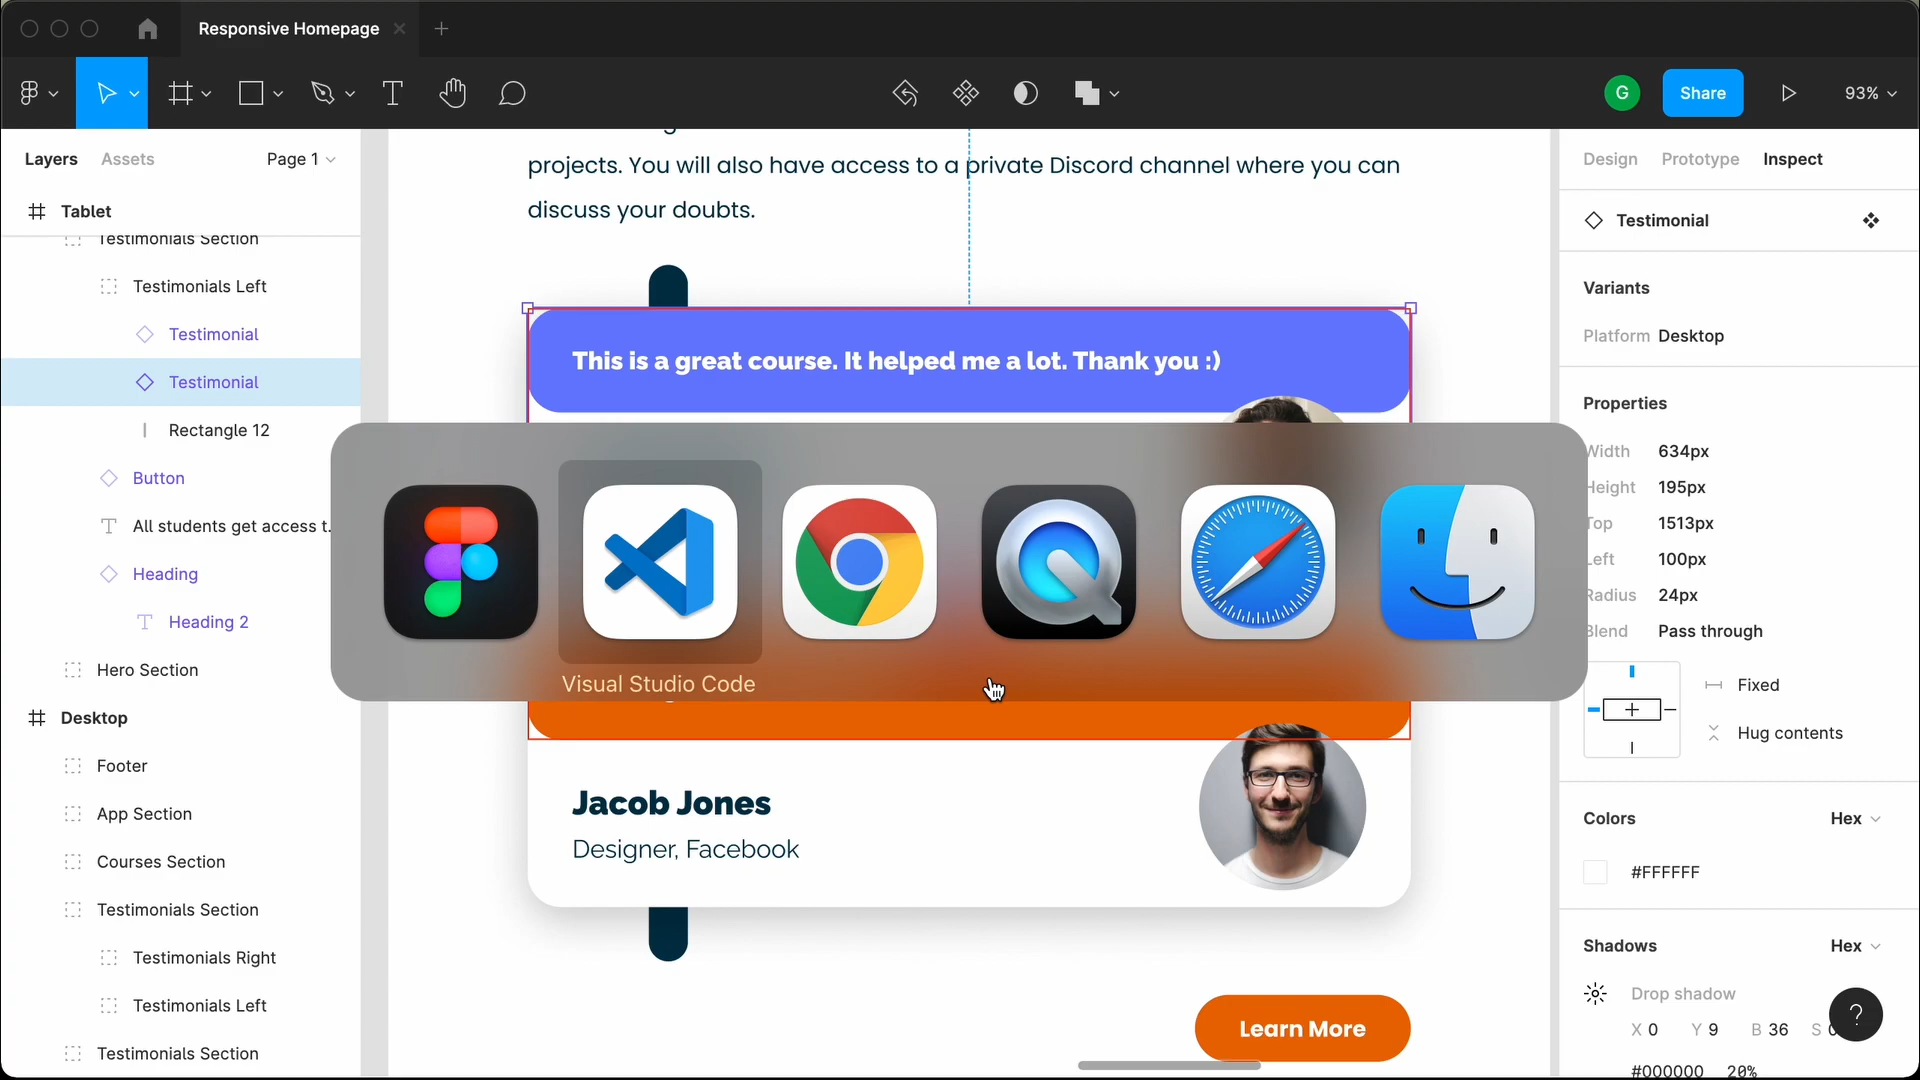 Responsive Homepage
G
Share
93%
Layers
Assets
Page 1
Tablet
Testimonials Section
Testimonials Left
Testimonial
Testimonial
Rectangle 12
Button
All students get access t.
Heading
Heading 2
Hero Section
Desktop
Footer
App Section
Courses Section
Testimonials Section
Testimonials Right
Testimonials Left
Testimonials Section
projects. You will also have access to a private Discord channel where you can
discuss your doubts.
This is a great course. It helped me a lot. Thank you :)
Visual Studio Code
Jacob Jones
Designer, Facebook
Learn More
Design
Prototype
Inspect
Testimonial
Variants
Platform Desktop
Properties
Width 634px
Height 195px
Top 1513px
Left 100px
Radius 24px
Blend Pass through
Fixed
Hug contents
Colors
Hex
#FFFFFF
Shadows
Hex
Drop shadow
X 0 Y 9 B 36 S
#000000 20%
?